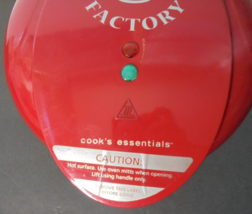 FACTORY
cook's essentials
CAUTION:
Hot surface. Use oven mitts when opening.
Lift using handle only.